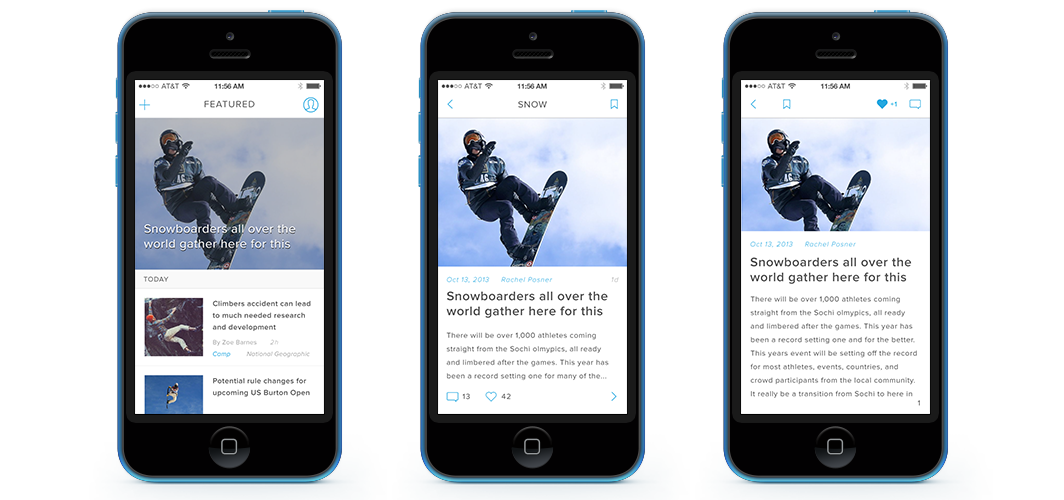 AT&T 11:56 AM
FEATURED
Snowboarders all over the
world gather here for this
TODAY
Climbers accident can lead
to much needed research
and development
By Zoe Barnes 2h
Comp National Geographic
Potential rule changes for
upcoming US Burton Open
AT&T 11:56 AM
SNOW
Oct 13, 2013 Rachel Posner 1d
Snowboarders all over the
world gather here for this
There will be over 1,000 athletes coming
straight from the Sochi olmypics, all ready
and limbered after the games. This year has
been a record setting one for many of the...
13 42
AT&T 11:56 AM
+1
Oct 13, 2013 Rachel Posner
Snowboarders all over the
world gather here for this
There will be over 1,000 athletes coming
straight from the Sochi olmypics, all ready
and limbered after the games. This year has
been a record setting one and for the better.
This years event will be setting off the record
for most athletes, events, countries, and
crowd participants from the local community.
It really be a transition from Sochi to here in
1